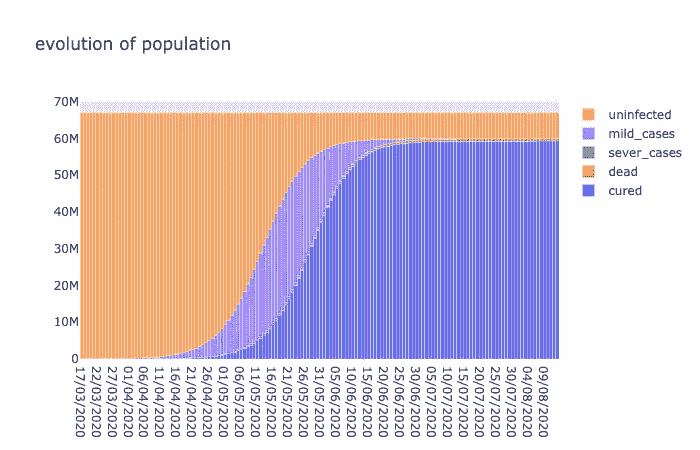 evolution of population
70M
60M
50M
40M
30M
20M
10M
0
uninfected
mild_cases
sever_cases
dead
cured
17/03/2020
22/03/2020
27/03/2020
01/04/2020
06/04/2020
11/04/2020
16/04/2020
21/04/2020
26/04/2020
01/05/2020
06/05/2020
11/05/2020
16/05/2020
21/05/2020
26/05/2020
31/05/2020
05/06/2020
10/06/2020
15/06/2020
20/06/2020
25/06/2020
30/06/2020
05/07/2020
10/07/2020
15/07/2020
20/07/2020
25/07/2020
30/07/2020
04/08/2020
09/08/2020